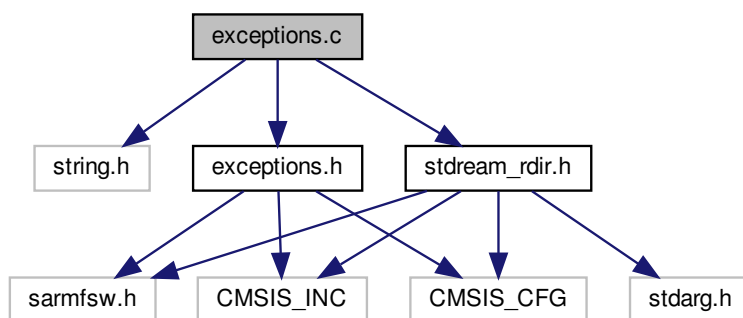 exceptions.c
string.h
exceptions.h
stdream_rdir.h
sarmfsw.h
CMSIS_INC
CMSIS_CFG
stdarg.h